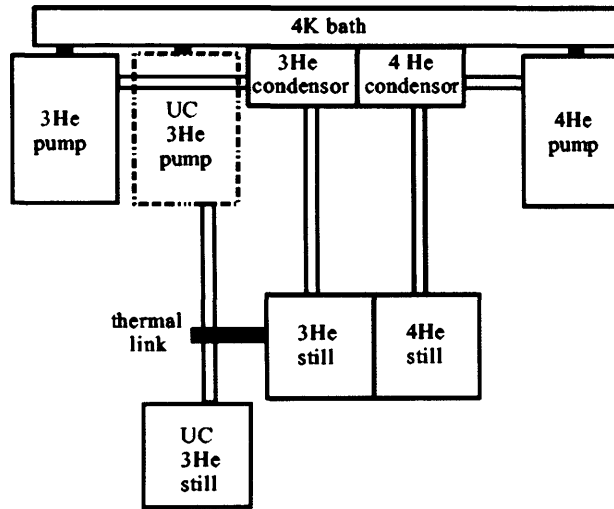 4K bath
3He
condensor
4 He
condensor
3He
pump
UC
3He
pump
4He
pump
thermal
link
3He
still
4He
still
UC
3He
still